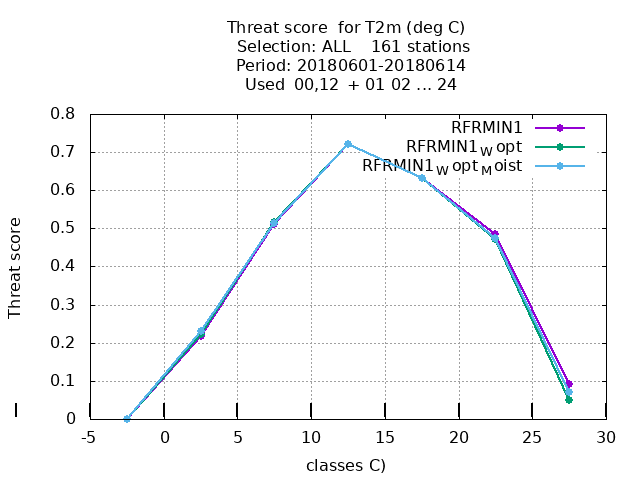 Threat score  for T2m (deg C)
Selection: ALL    161 stations
Period: 20180601-20180614
Used  00,12  + 01 02 ... 24
RFRMIN1
RFRMIN1_W opt
RFRMIN1_W opt_M oist
0.8
0.7
0.6
0.5
0.4
0.3
0.2
0.1
0
Threat score
-5
0
5
10
15
20
25
30
classes C)